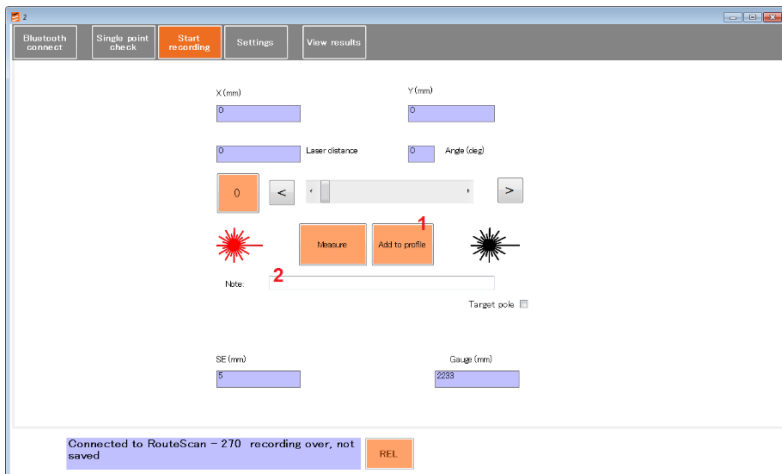 2
Bluetooth
connect
Single point
check
Start
recording
Settings
View results
X (mm)
Y (mm)
0
0
0
Laser distance
0
Angle (deg)
0
<
>
1
Measure
Add to profile
Note:
2
Target pole
SE (mm)
Gauge (mm)
5
2233
Connected to RouteScan - 270 recording over, not
saved
REL